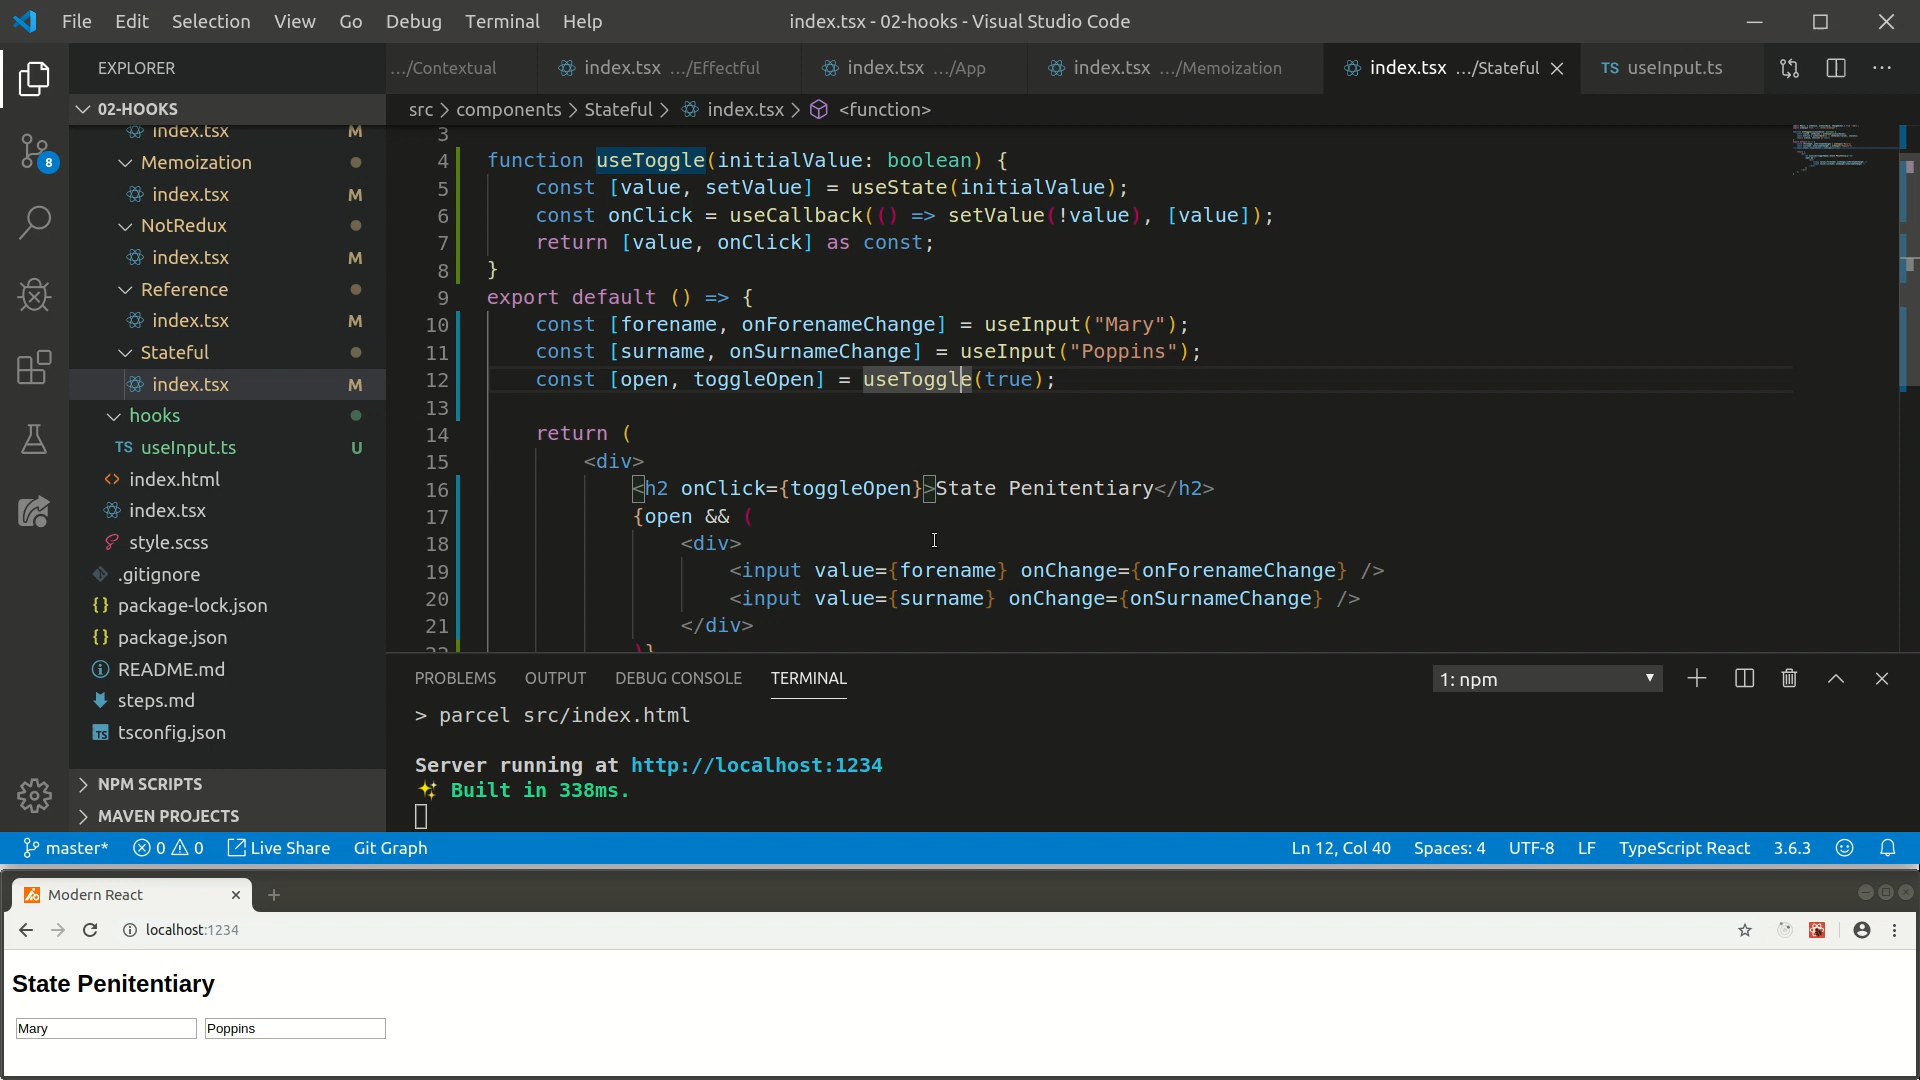 File Edit Selection View Go Debug Terminal Help
index.tsx - 02-hooks - Visual Studio Code
EXPLORER
02-HOOKS
index.tsx M
Memoization
index.tsx M
NotRedux
index.tsx M
Reference
index.tsx M
Stateful
index.tsx M
hooks
TS useInput.ts U
index.html
index.tsx
style.scss
.gitignore
{} package-lock.json
{} package.json
README.md
steps.md
TS tsconfig.json
NPM SCRIPTS
MAVEN PROJECTS
8
.../Contextual
index.tsx .../Effectful
index.tsx .../App
index.tsx .../Memoization
index.tsx .../Stateful
TS useInput.ts
src > components > Stateful > index.tsx > <function>
3
4 function useToggle(initialValue: boolean) {
5 const [value, setValue] = useState(initialValue);
6 const onClick = useCallback(() => setValue(!value), [value]);
7 return [value, onClick] as const;
8 }
9 export default () => {
10 const [forename, onForenameChange] = useInput("Mary");
11 const [surname, onSurnameChange] = useInput("Poppins");
12 const [open, toggleOpen] = useToggle(true);
13
14 return (
15 <div>
16 <h2 onClick={toggleOpen}>State Penitentiary</h2>
17 {open && (
18 <div>
19 <input value={forename} onChange={onForenameChange} />
20 <input value={surname} onChange={onSurnameChange} />
21 </div>
22 )}
PROBLEMS OUTPUT DEBUG CONSOLE TERMINAL
1: npm
> parcel src/index.html
Server running at http://localhost:1234
✨ Built in 338ms.
master* 0 0 Live Share Git Graph
Ln 12, Col 40 Spaces: 4 UTF-8 LF TypeScript React 3.6.3
Modern React
localhost:1234
State Penitentiary
Mary Poppins